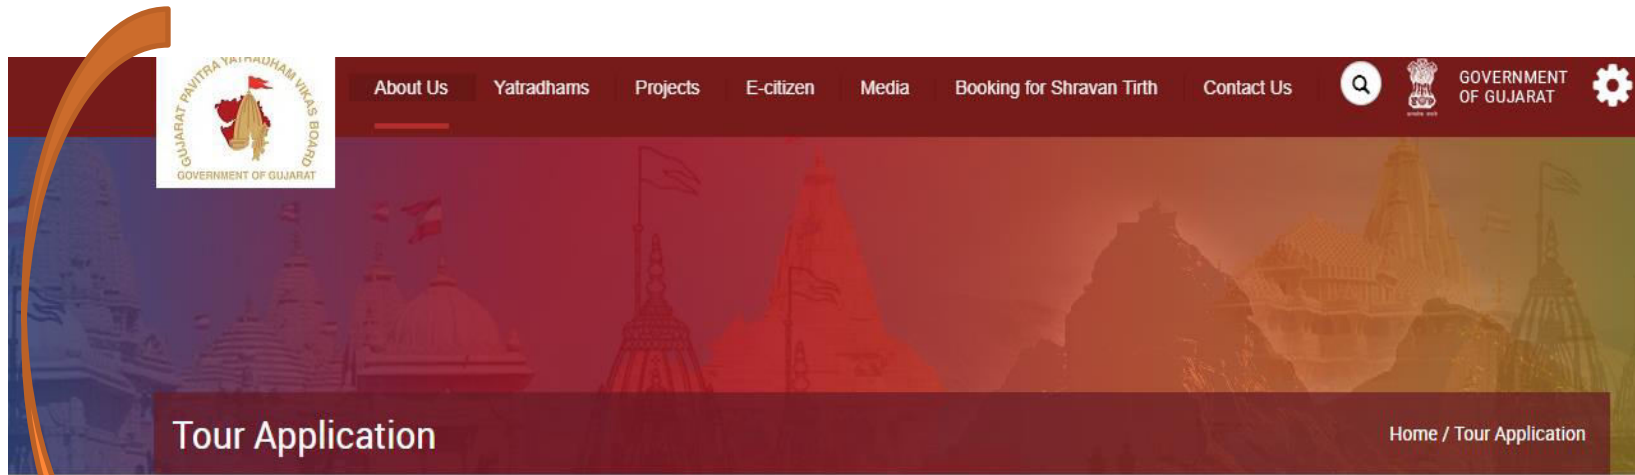 GUJARAT PAVITRA YATRADHAM VIKAS BOARD
GOVERNMENT OF GUJARAT
About Us
Yatradhams
Projects
E-citizen
Media
Booking for Shravan Tirth
Contact Us
GOVERNMENT
OF GUJARAT
Tour Application
Home / Tour Application